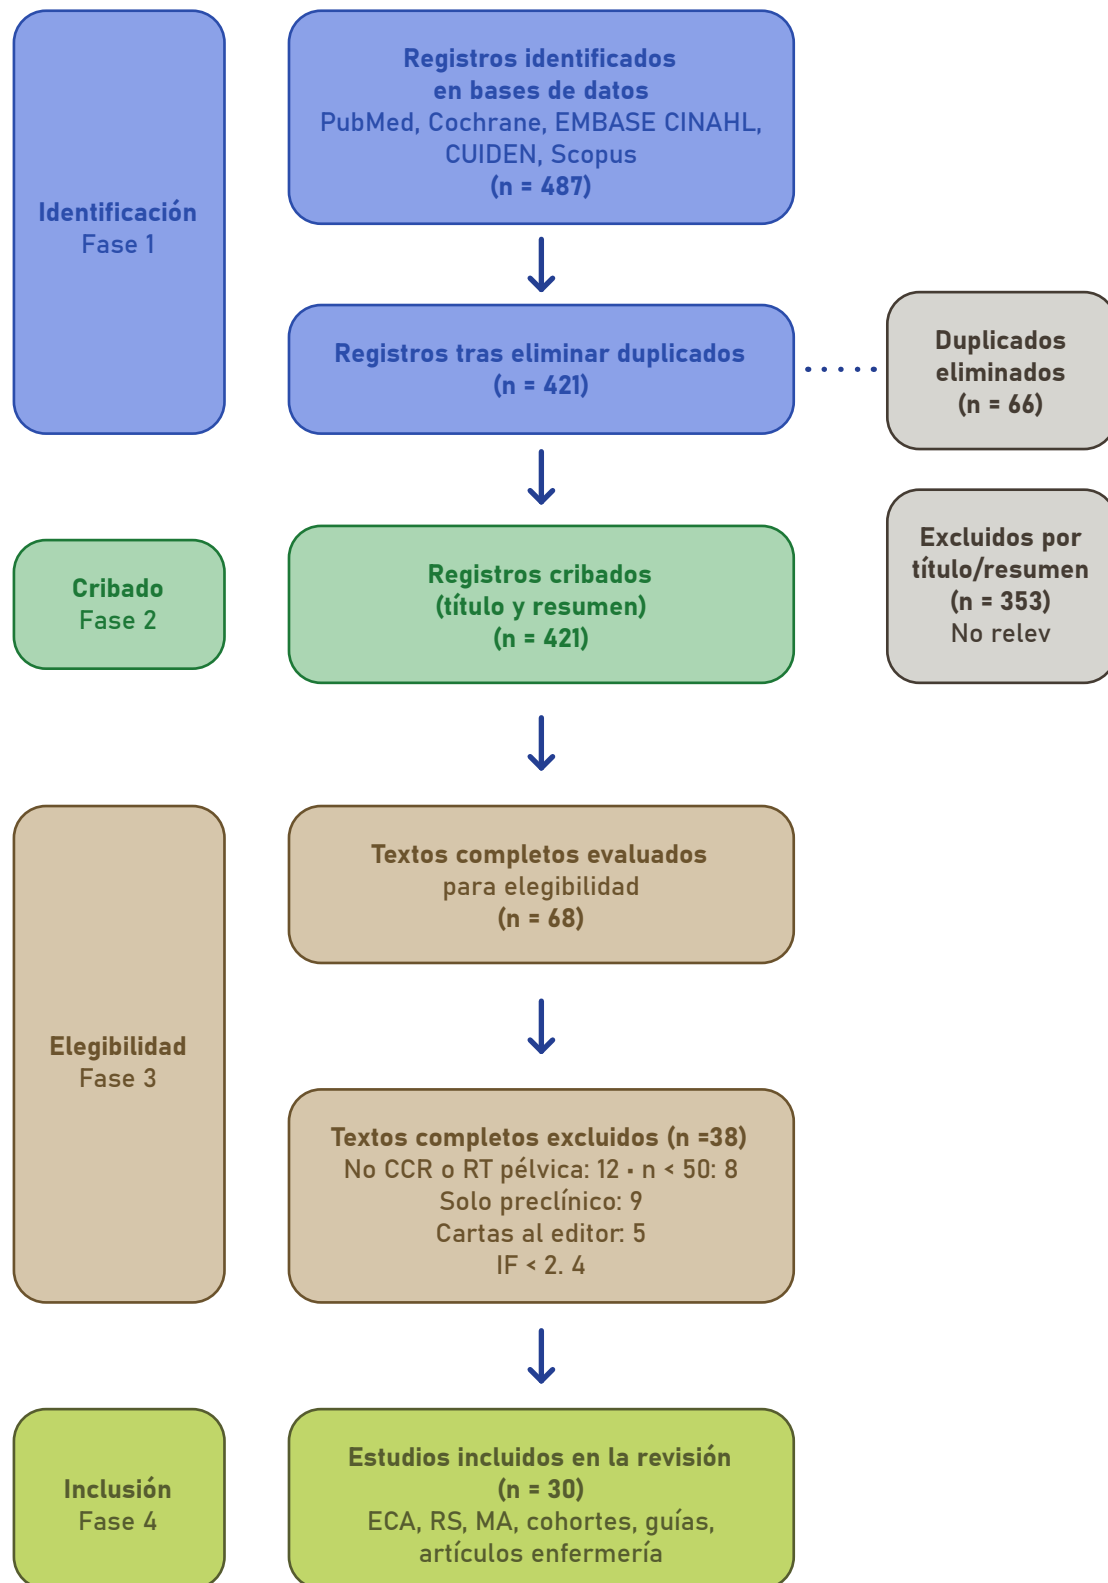 Identificación
Fase 1
Registros identificados
en bases de datos
PubMed, Cochrane, EMBASE CINAHL,
CUIDEN, Scopus
(n = 487)
Registros tras eliminar duplicados
(n = 421)
Duplicados
eliminados
(n = 66)
Cribado
Fase 2
Registros cribados
(título y resumen)
(n = 421)
Excluidos por
título/resumen
(n = 353)
No relev
Elegibilidad
Fase 3
Textos completos evaluados
para elegibilidad
(n = 68)
Textos completos excluidos (n =38)
No CCR o RT pélvica: 12 · n < 50: 8
Solo preclínico: 9
Cartas al editor: 5
IF < 2. 4
Inclusión
Fase 4
Estudios incluidos en la revisión
(n = 30)
ECA, RS, MA, cohortes, guías,
artículos enfermería